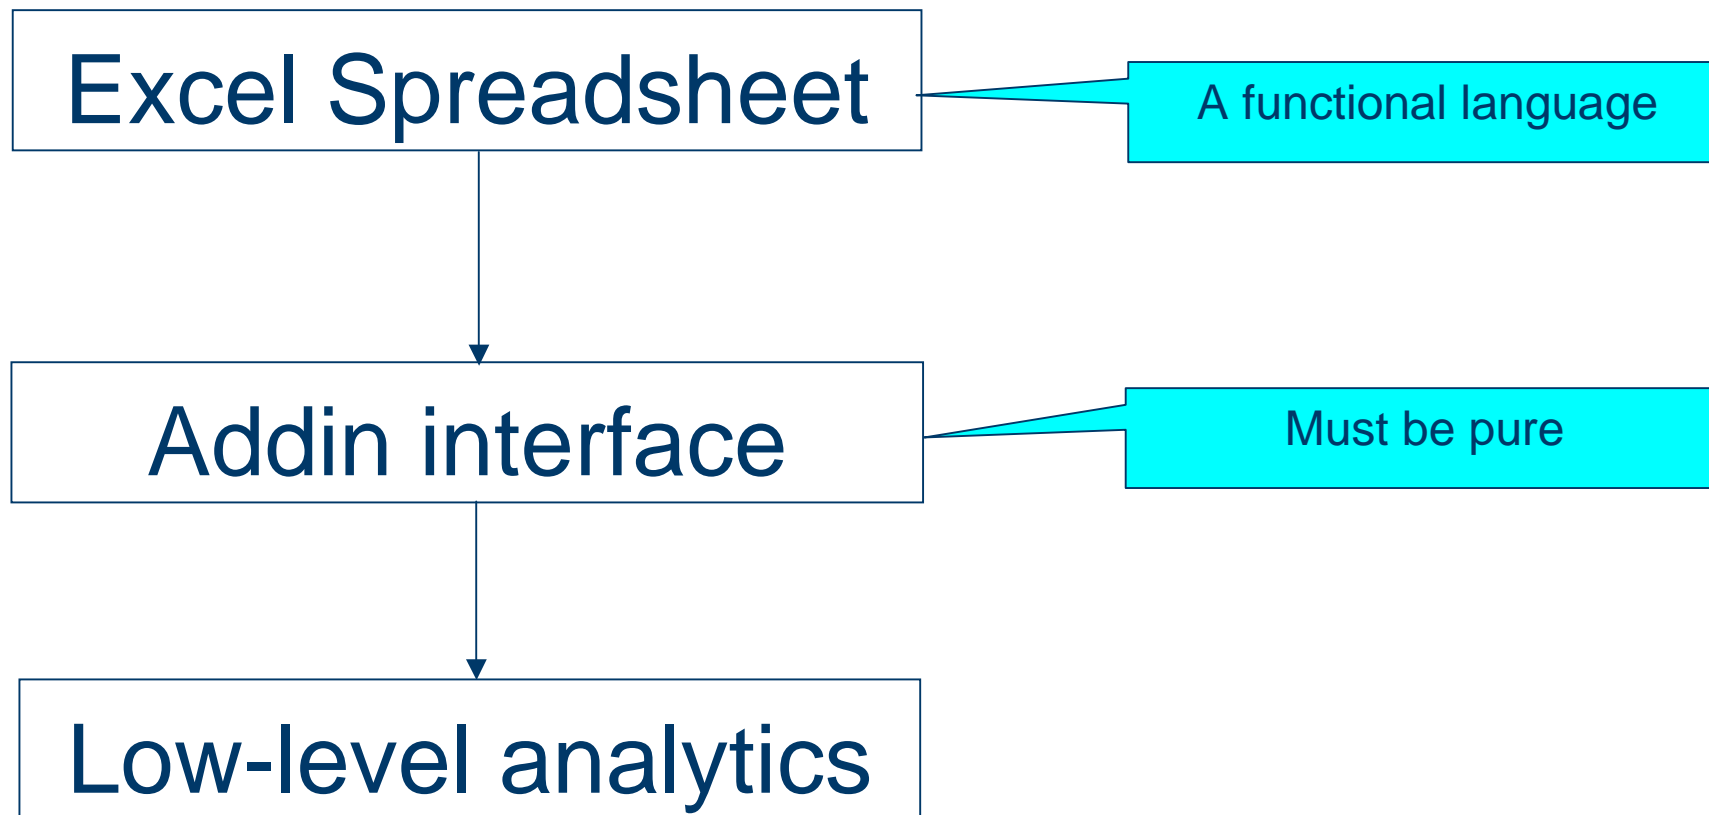 Excel Spreadsheet
A functional language
Addin interface
Must be pure
Low-level analytics